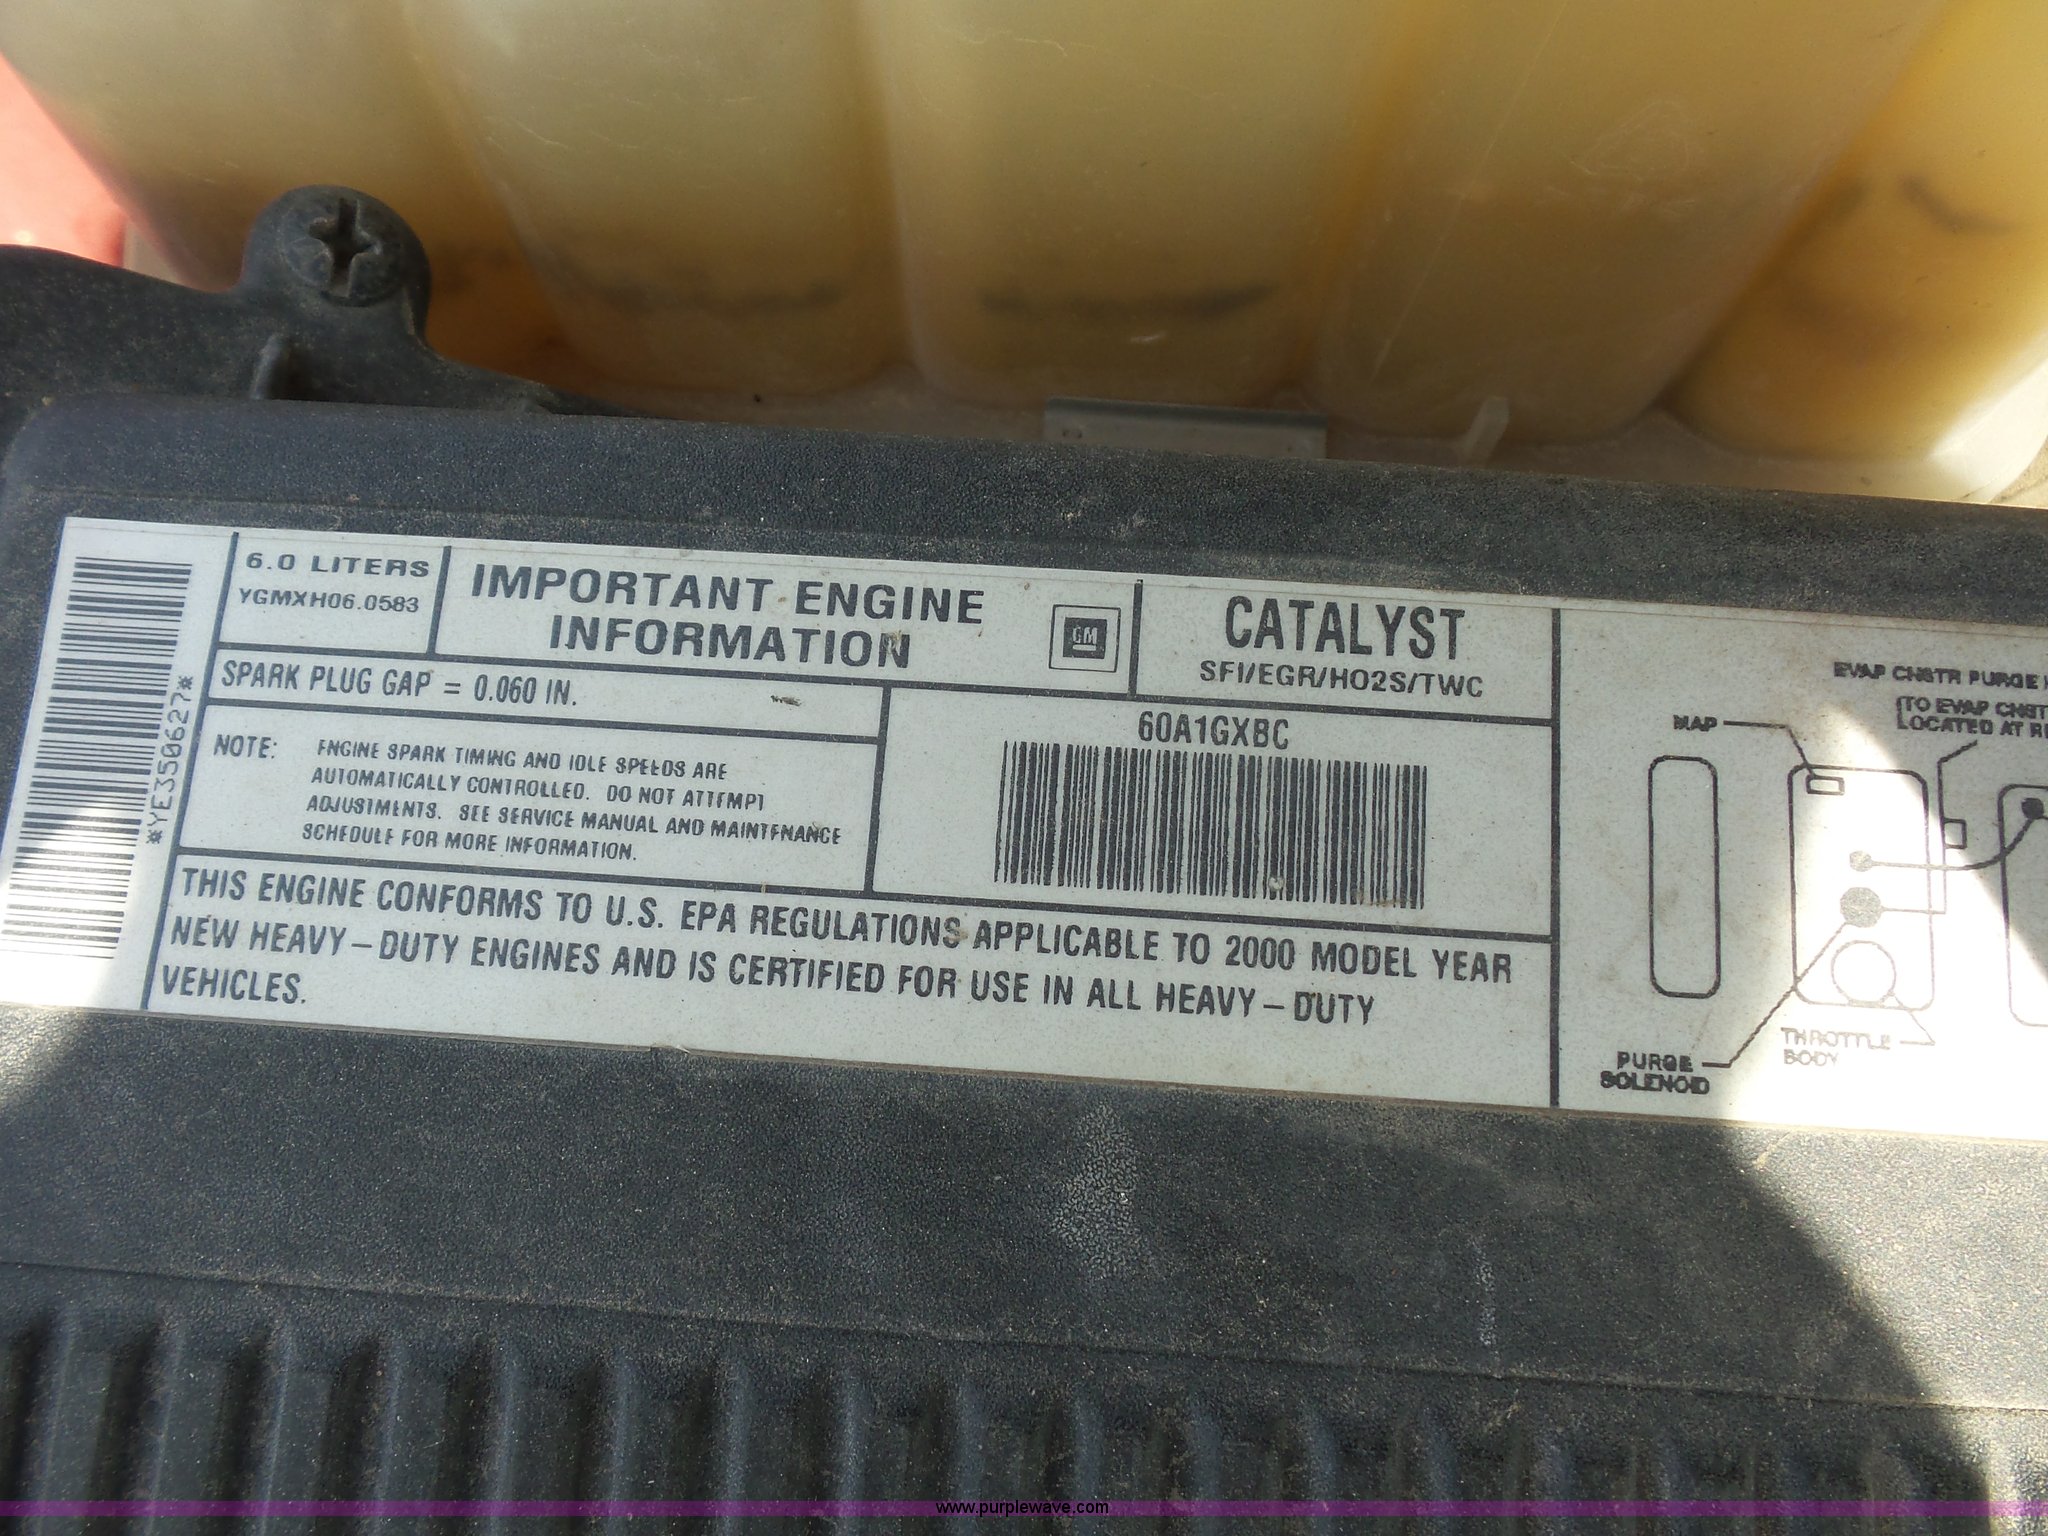 6.0 LITERS
YGMXH06.0583
IMPORTANT ENGINE
INFORMATION
GM
CATALYST
SFI/EGR/HO2S/TWC
SPARK PLUG GAP = 0.060 IN.
60A1GXBC
NOTE: ENGINE SPARK TIMING AND IDLE SPEEDS ARE
AUTOMATICALLY CONTROLLED. DO NOT ATTEMPT
ADJUSTMENTS. SEE SERVICE MANUAL AND MAINTENANCE
SCHEDULE FOR MORE INFORMATION.
THIS ENGINE CONFORMS TO U.S. EPA REGULATIONS APPLICABLE TO 2000 MODEL YEAR
NEW HEAVY-DUTY ENGINES AND IS CERTIFIED FOR USE IN ALL HEAVY-DUTY
VEHICLES.
*YE350627*
EVAP CNSTR PURGE
(TO EVAP CNST
LOCATED AT RE
MAP
PURGE
SOLENOID
THROTTLE
BODY
www.purplewave.com